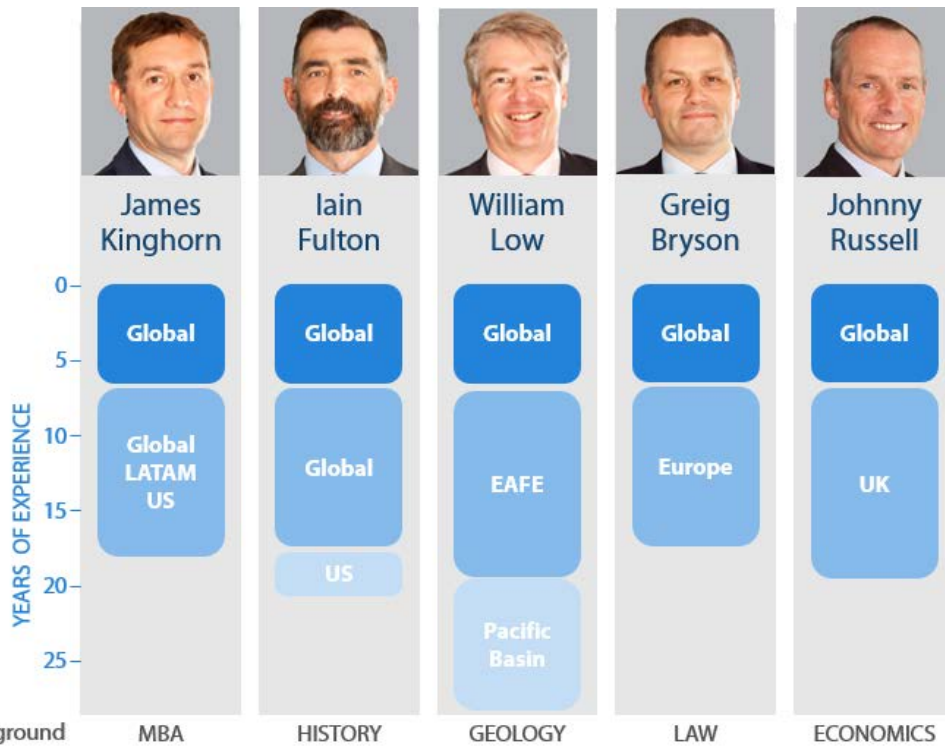 James
Kinghorn
Iain
Fulton
William
Low
Greig
Bryson
Johnny
Russell
YEARS OF EXPERIENCE
0
5
10
15
20
25
Global
Global
LATAM
US
Global
Global
US
Global
EAFE
Pacific
Basin
Global
Europe
Global
UK
ground
MBA
HISTORY
GEOLOGY
LAW
ECONOMICS